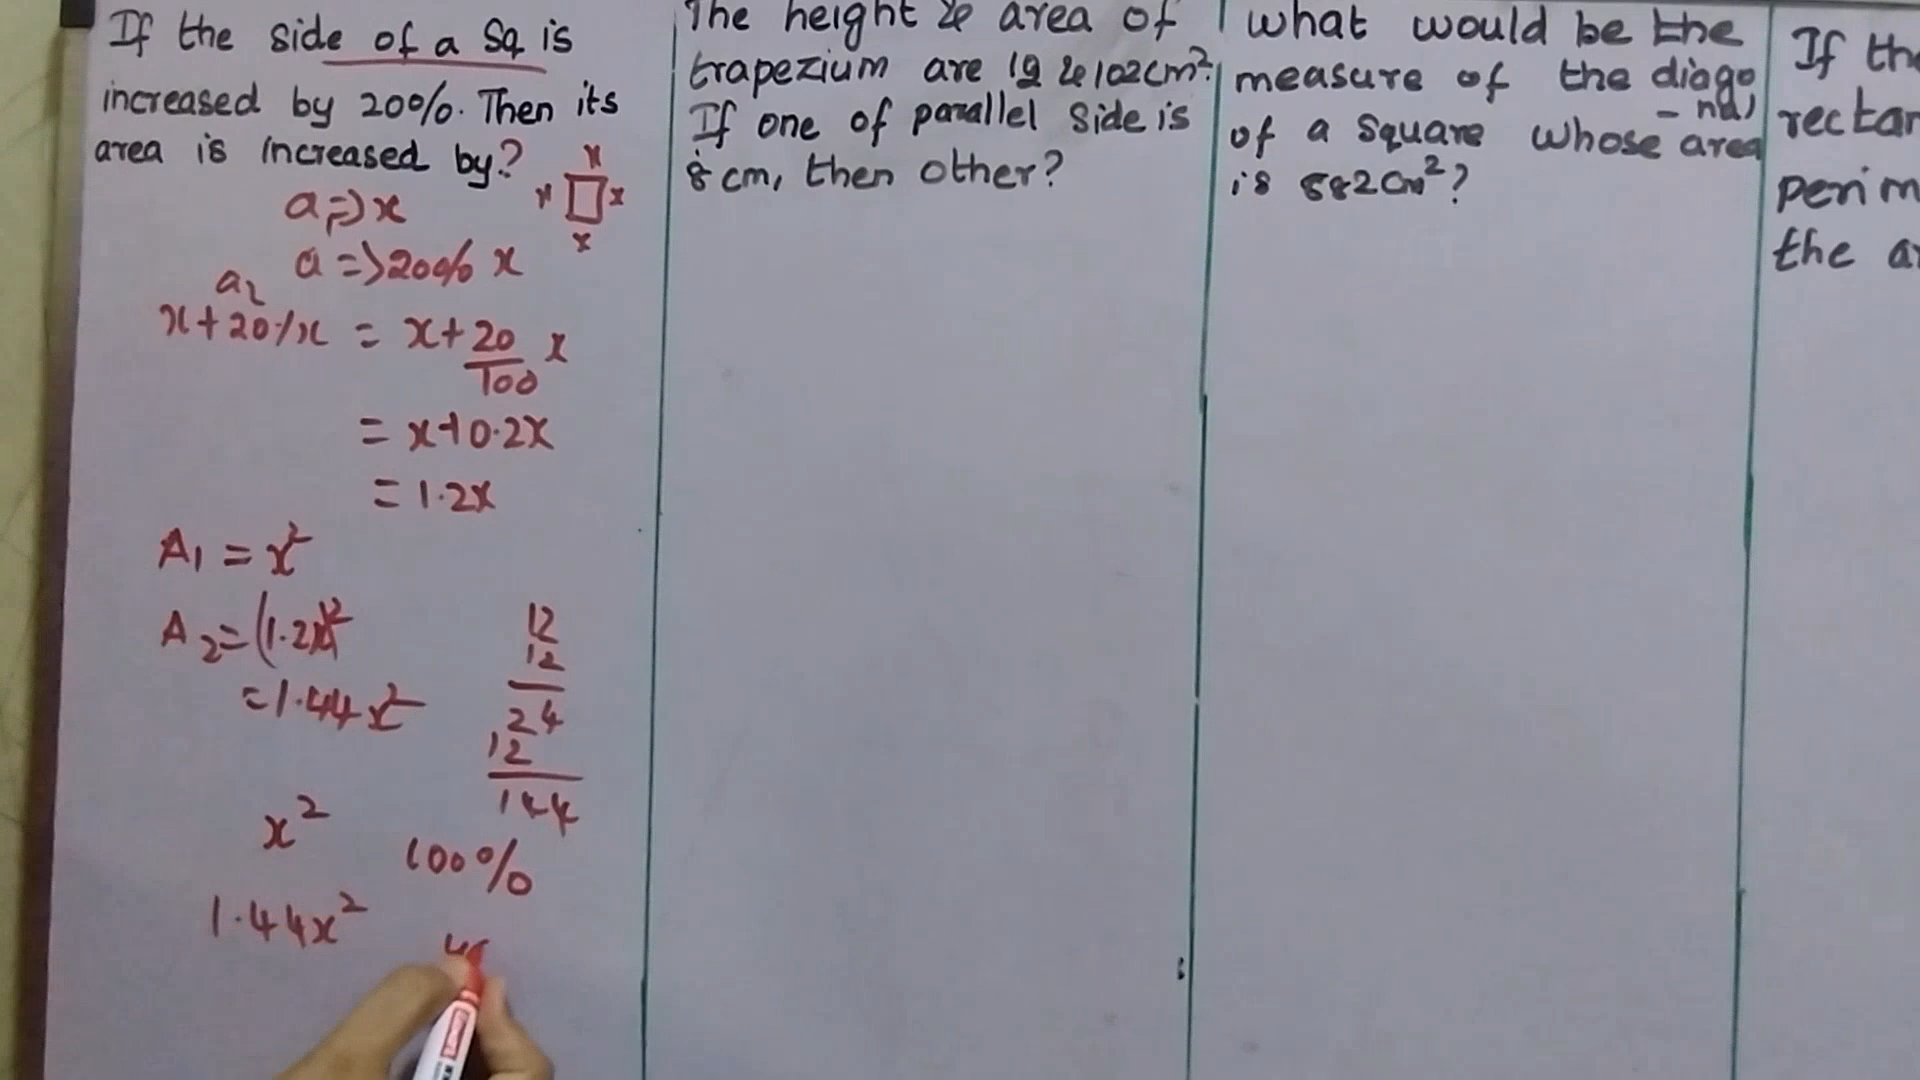 If the side of a Sq is
increased by 20%. Then its
area is increased by?
x
x x
x
a => x
a => 20% x
a2
x + 20% x = x + 20/100 x
= x + 0.2x
= 1.2x
A1 = x²
A2 = (1.2x)²
= 1.44x²
12
12
24
12
144
x² 100%
1.44x²
The height & area of
trapezium are & 102cm².
If one of parallel side is
8 cm, then other?
What would be the
measure of the diago
- nal
of a square whose area
is 882cm²?
If the
rectan
perim
the ar